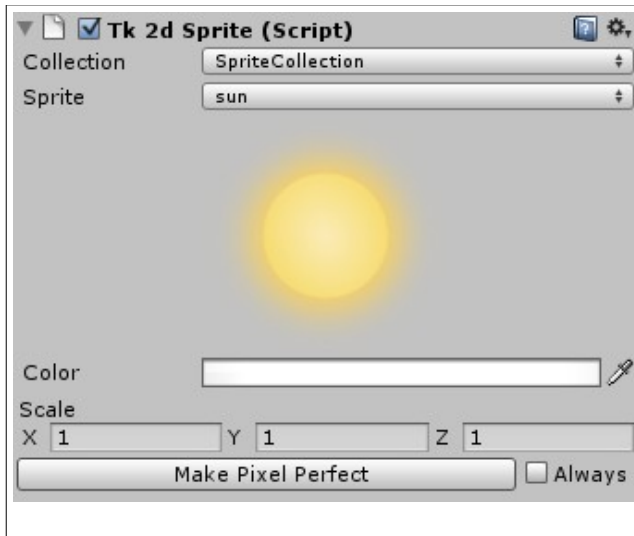 Tk 2d Sprite (Script)
Collection SpriteCollection
Sprite sun
Color
Scale
X 1 Y 1 Z 1
Make Pixel Perfect Always